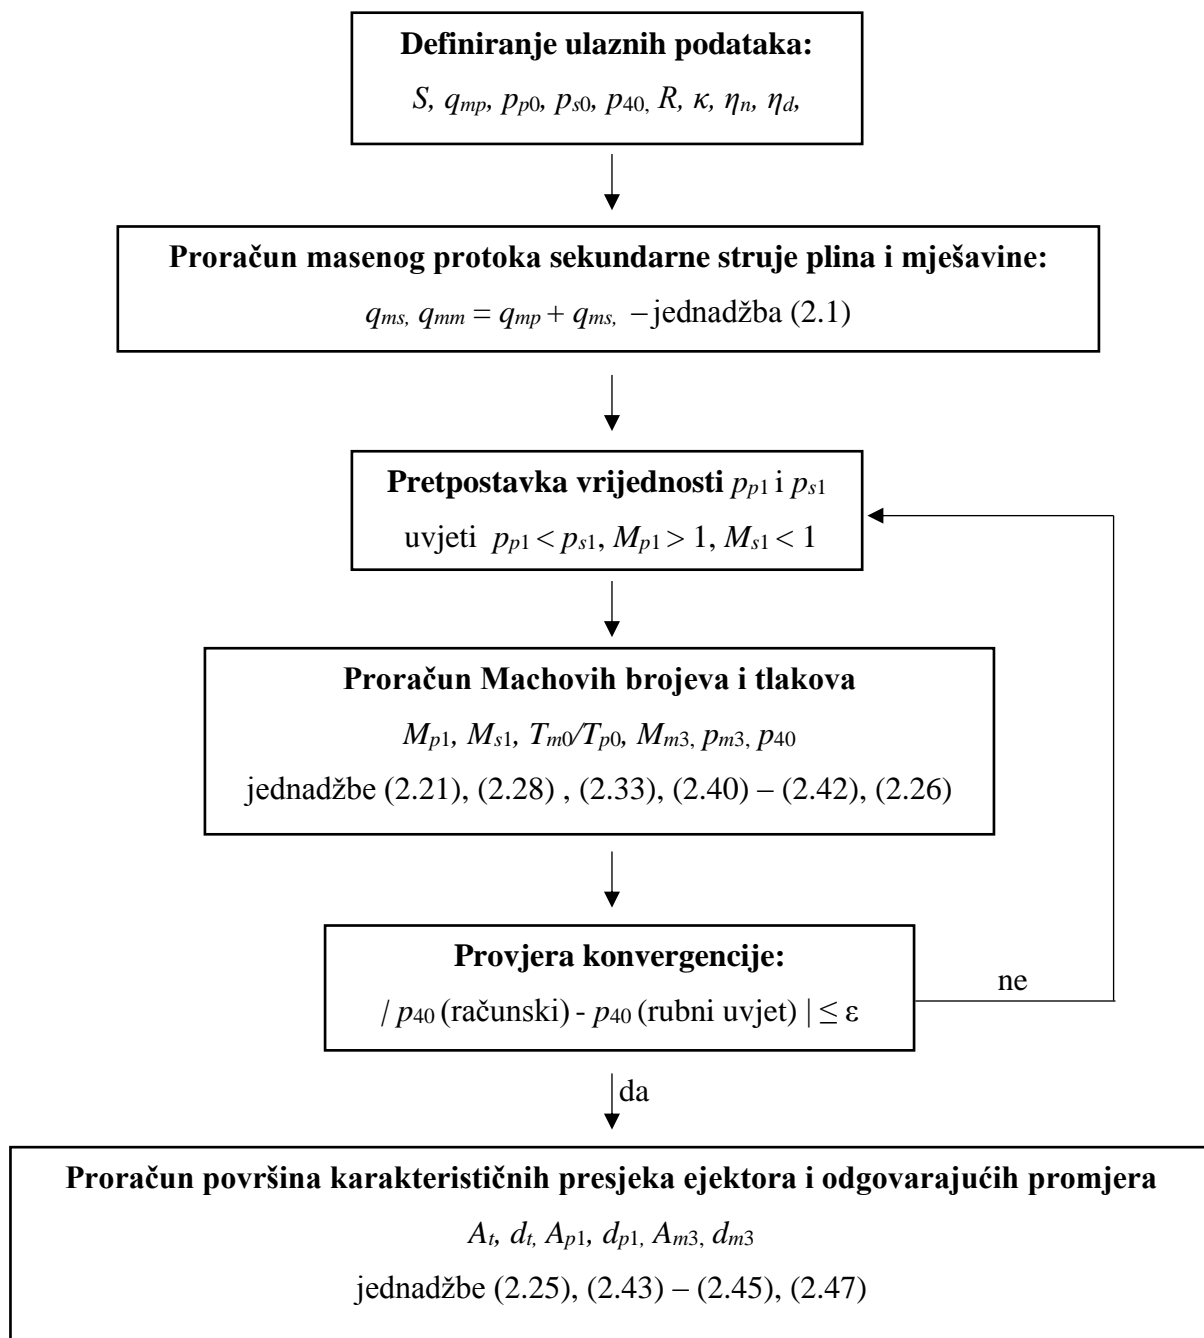 Definiranje ulaznih podataka:
S, qmp, pp0, ps0, p40, R, κ, ηn, ηd,
Proračun masenog protoka sekundarne struje plina i mješavine:
qms, qmm = qmp + qms, – jednadžba (2.1)
Pretpostavka vrijednosti pp1 i ps1
uvjeti pp1 < ps1, Mp1 > 1, Ms1 < 1
Proračun Machovih brojeva i tlakova
Mp1, Ms1, Tm0/Tp0, Mm3, pm3, p40
jednadžbe (2.21), (2.28) , (2.33), (2.40) – (2.42), (2.26)
Provjera konvergencije:
| p40 (računski) - p40 (rubni uvjet) | ≤ ε
ne
da
Proračun površina karakterističnih presjeka ejektora i odgovarajućih promjera
At, dt, Ap1, dp1, Am3, dm3
jednadžbe (2.25), (2.43) – (2.45), (2.47)